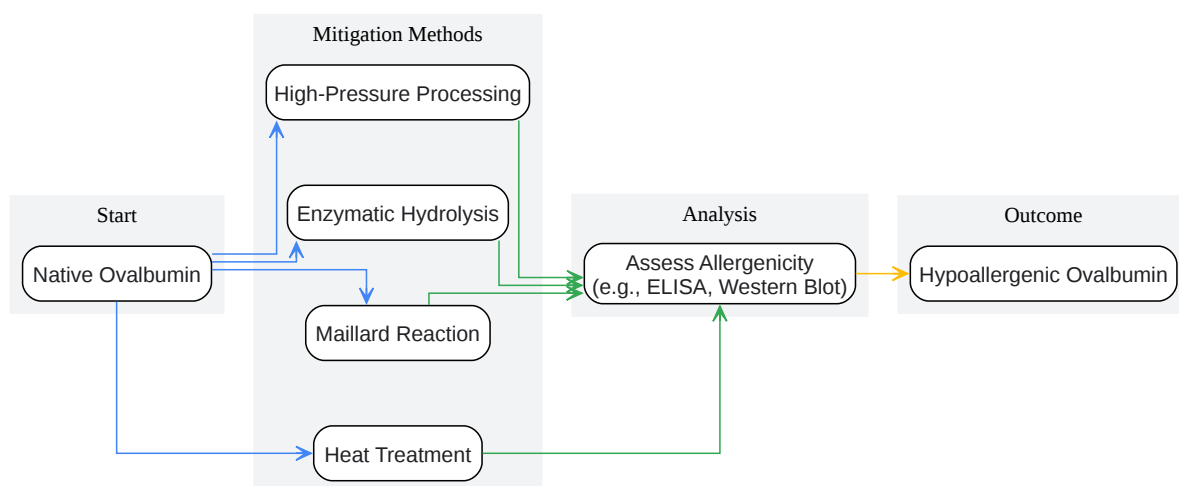 Mitigation Methods
High-Pressure Processing
Enzymatic Hydrolysis
Maillard Reaction
Heat Treatment
Start
Native Ovalbumin
Analysis
Assess Allergenicity
(e.g., ELISA, Western Blot)
Outcome
Hypoallergenic Ovalbumin